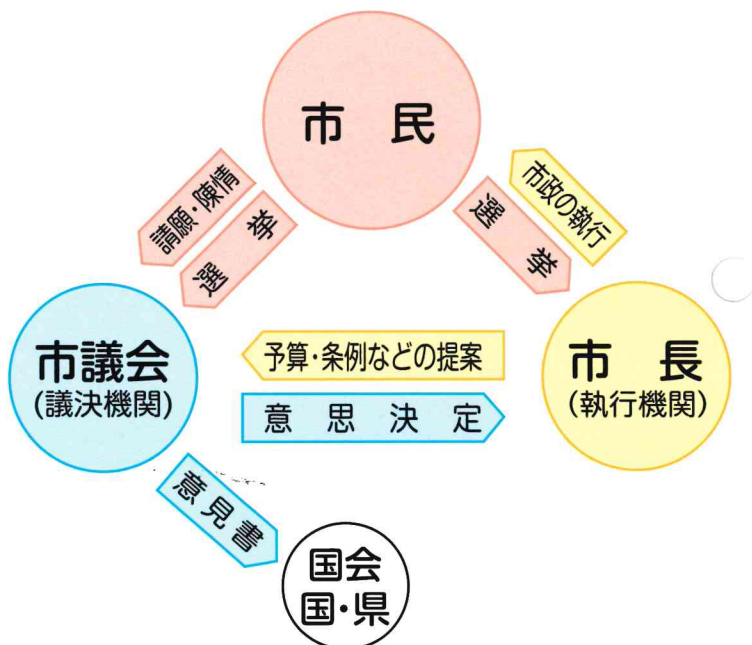 市 民
請願・陳情
選 挙
選 挙
市政の執行
市議会
(議決機関)
予算・条例などの提案
意 思 決 定
市 長
(執行機関)
意見書
国会
国・県